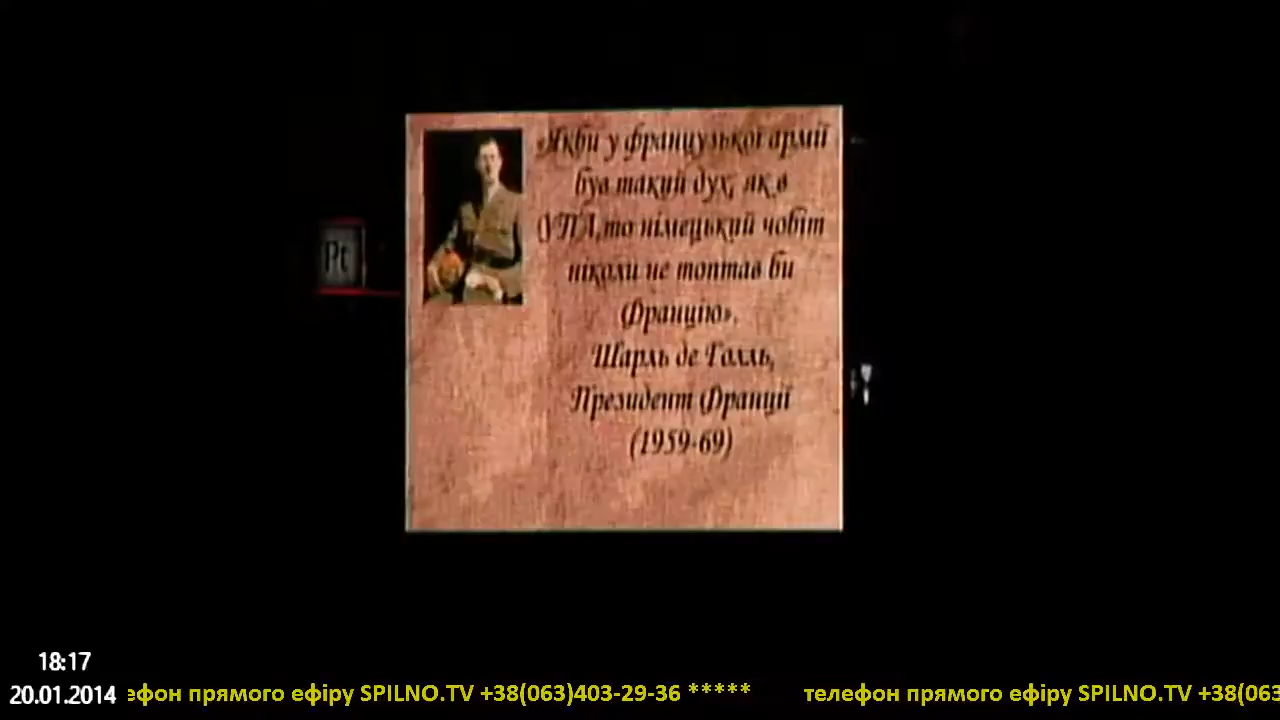 «Якби у французької армії
був такий дух, як в
УПА,то німецький чобіт
ніколи не топтав би
Францію».
Шарль де Голль,
Президент Франції
(1959-69)
Pt
18:17
20.01.2014
ефон прямого ефіру SPILNO.TV +38(063)403-29-36 ***** телефон прямого ефіру SPILNO.TV +38(063